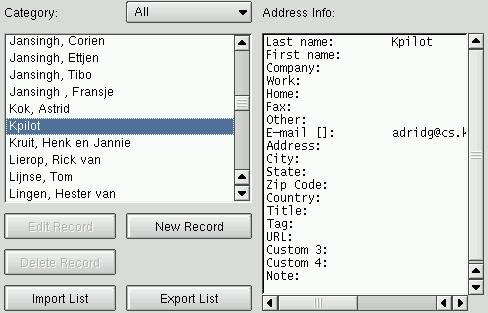 Category:
All
Jansingh, Corien
Jansingh, Ettjen
Jansingh, Tibo
Jansingh , Fransje
Kok, Astrid
Kpilot
Kruit, Henk en Jannie
Lierop, Rick van
Lijnse, Tom
Lingen, Hester van
Edit Record
New Record
Delete Record
Import List
Export List
Address Info:
Last name: Kpilot
First name:
Company:
Work:
Home:
Fax:
Other:
E-mail []: adridg@cs.k
Address:
City:
State:
Zip Code:
Country:
Title:
Tag:
URL:
Custom 3:
Custom 4:
Note: